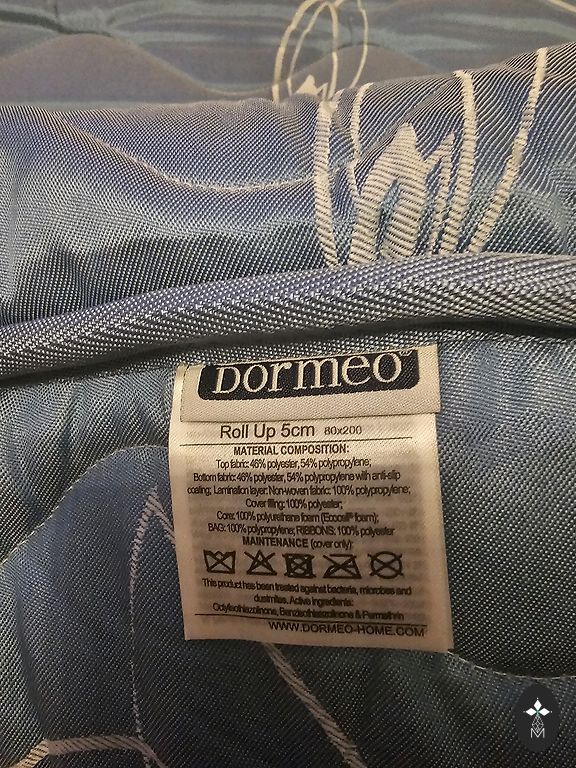 Dormeo®
Roll Up 5cm 80x200
MATERIAL COMPOSITION:
Top fabric: 46% polyester, 54% polypropylene;
Bottom fabric: 46% polyester, 54% polypropylene with anti-slip
coating; Lamination layer: Non-woven fabric: 100% polypropylene;
Cover filling: 100% polyester;
Core: 100% polyurethane foam (Ecocell® foam);
BAG: 100% polypropylene; RIBBONS: 100% polyester
MAINTENANCE (cover only):
This product has been treated against bacteria, microbes and
dustmites. Active ingredients:
Octylisothiazolinone, Benzisothiazolinone & Permethrin
WWW.DORMEO-HOME.COM
M